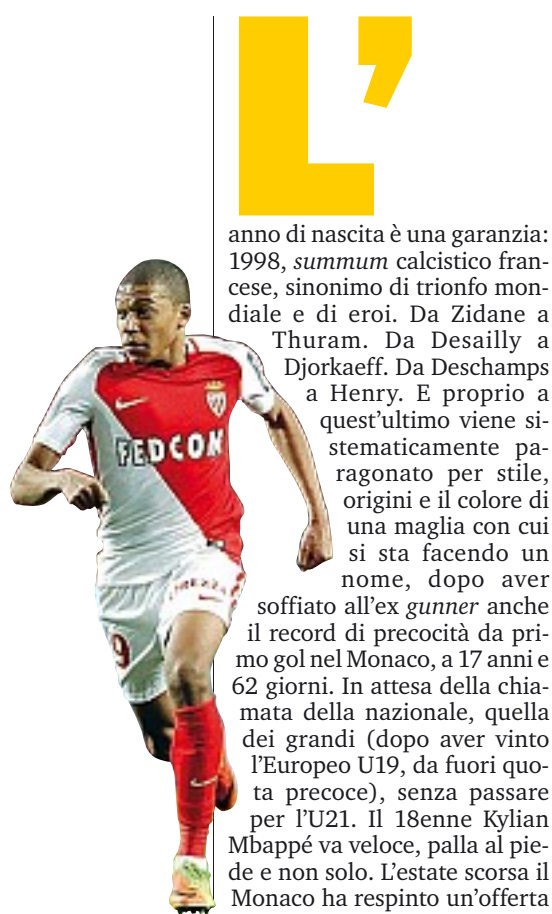 L'
anno di nascita è una garanzia:
1998, summum calcistico fran-
cese, sinonimo di trionfo mon-
diale e di eroi. Da Zidane a
Thuram. Da Desailly a
Djorkaeff. Da Deschamps
a Henry. E proprio a
quest'ultimo viene si-
stematicamente pa-
ragonato per stile,
origini e il colore di
una maglia con cui
si sta facendo un
nome, dopo aver
soffiato all'ex gunner anche
il record di precocità da pri-
mo gol nel Monaco, a 17 anni e
62 giorni. In attesa della chia-
mata della nazionale, quella
dei grandi (dopo aver vinto
l'Europeo U19, da fuori quo-
ta precoce), senza passare
per l'U21. Il 18enne Kylian
Mbappé va veloce, palla al pie-
de e non solo. L'estate scorsa il
Monaco ha respinto un'offerta
FEDCOM
9